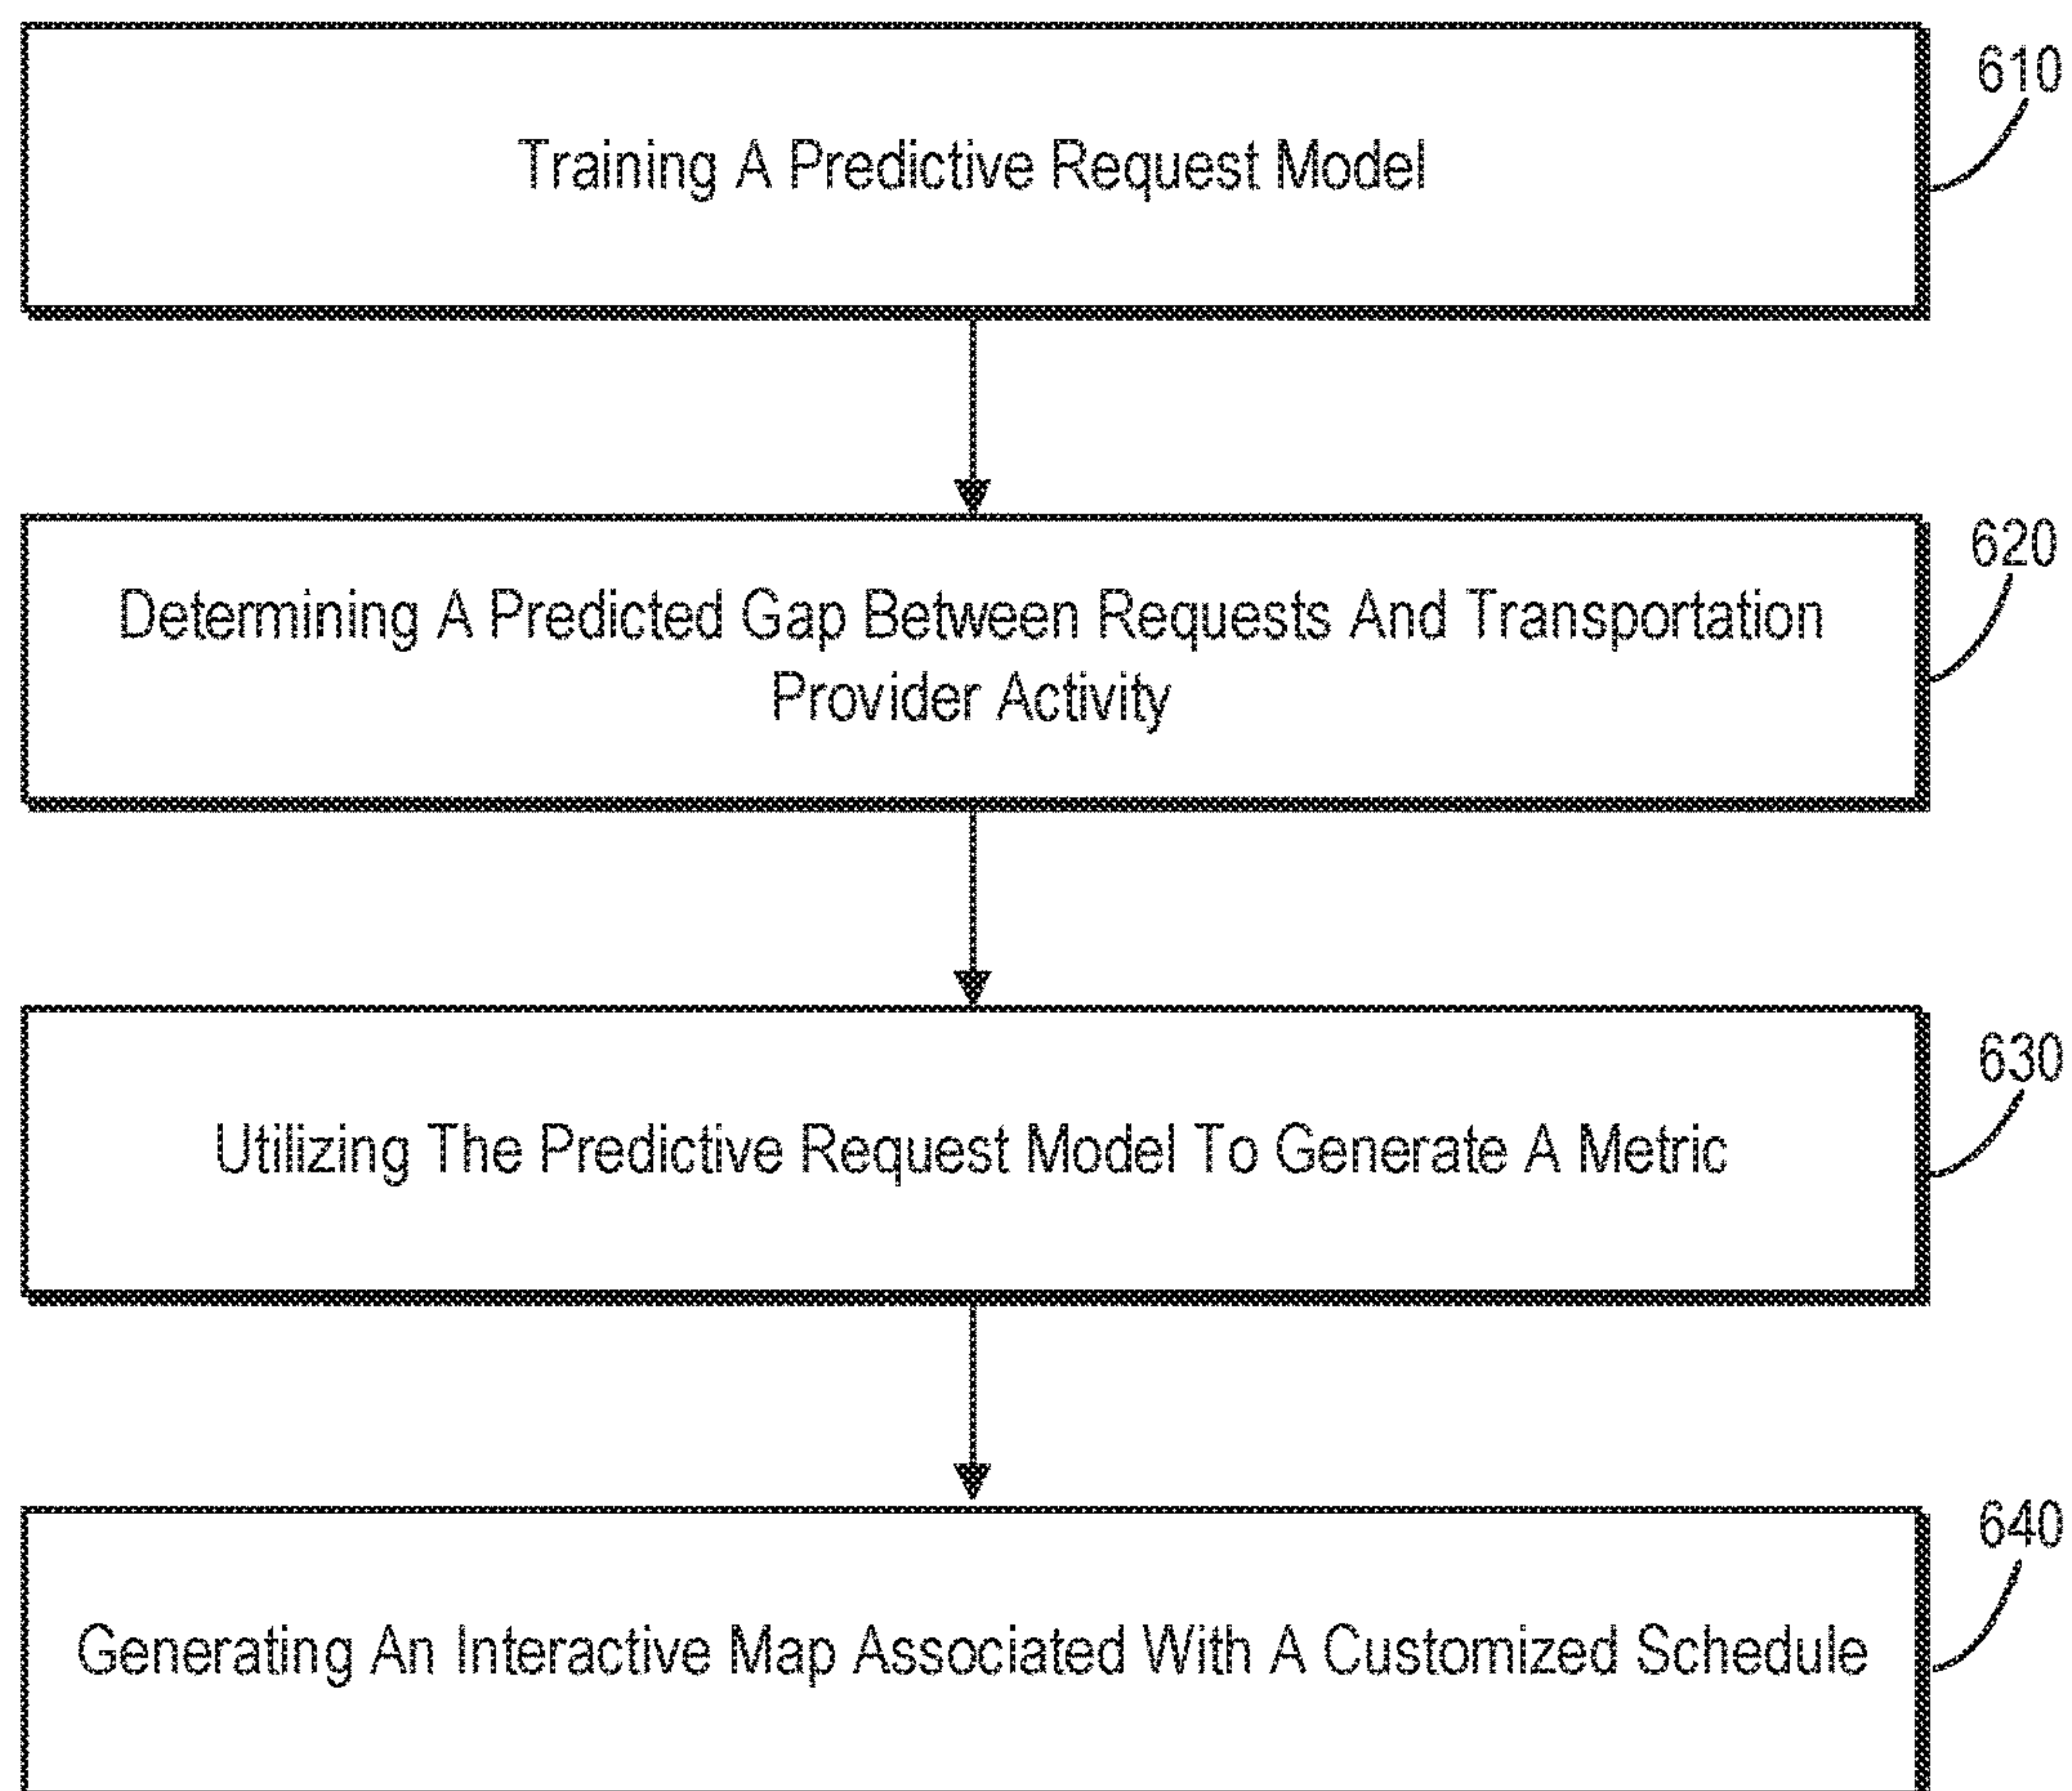 610
Training A Predictive Request Model
620
Determining A Predicted Gap Between Requests And Transportation
Provider Activity
630
Utilizing The Predictive Request Model To Generate A Metric
640
Generating An Interactive Map Associated With A Customized Schedule